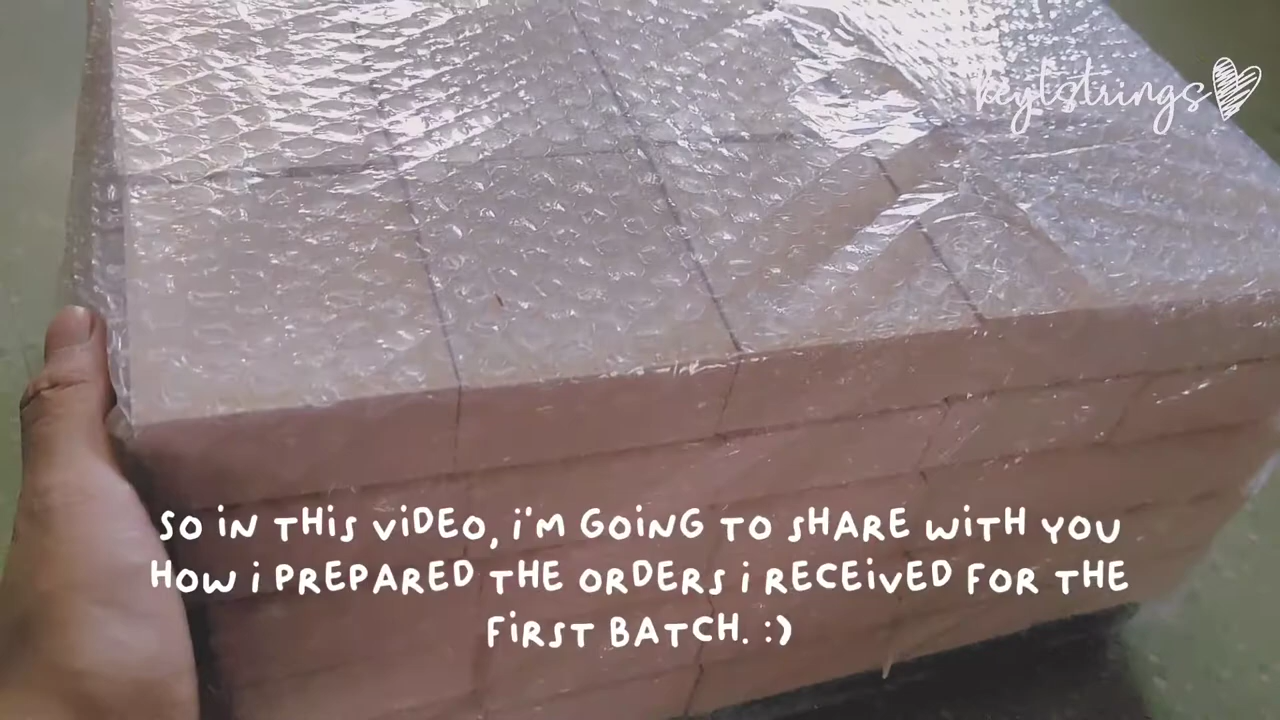 keytstrings
SO iN THiS ViDEO, i'M GOiNG TO SHARE WiTH YOU
HOW i PREPARED THE ORDERS i RECEiVED FOR THE
FiRST BATCH. :)